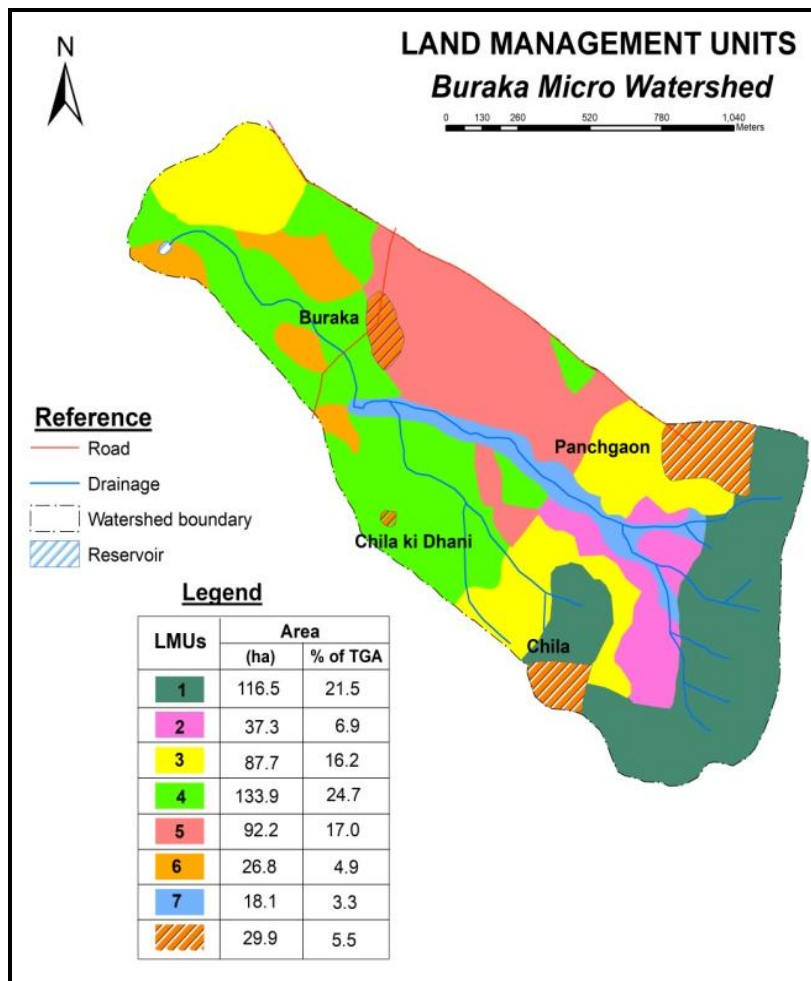 LAND MANAGEMENT UNITS
Buraka Micro Watershed
N
0 130 260 520 780 1,040
Meters
Buraka
Panchgaon
Chila ki Dhani
Chila
Reference
Road
Drainage
Watershed boundary
Reservoir
Legend
LMUs Area
(ha) % of TGA
1 116.5 21.5
2 37.3 6.9
3 87.7 16.2
4 133.9 24.7
5 92.2 17.0
6 26.8 4.9
7 18.1 3.3
29.9 5.5